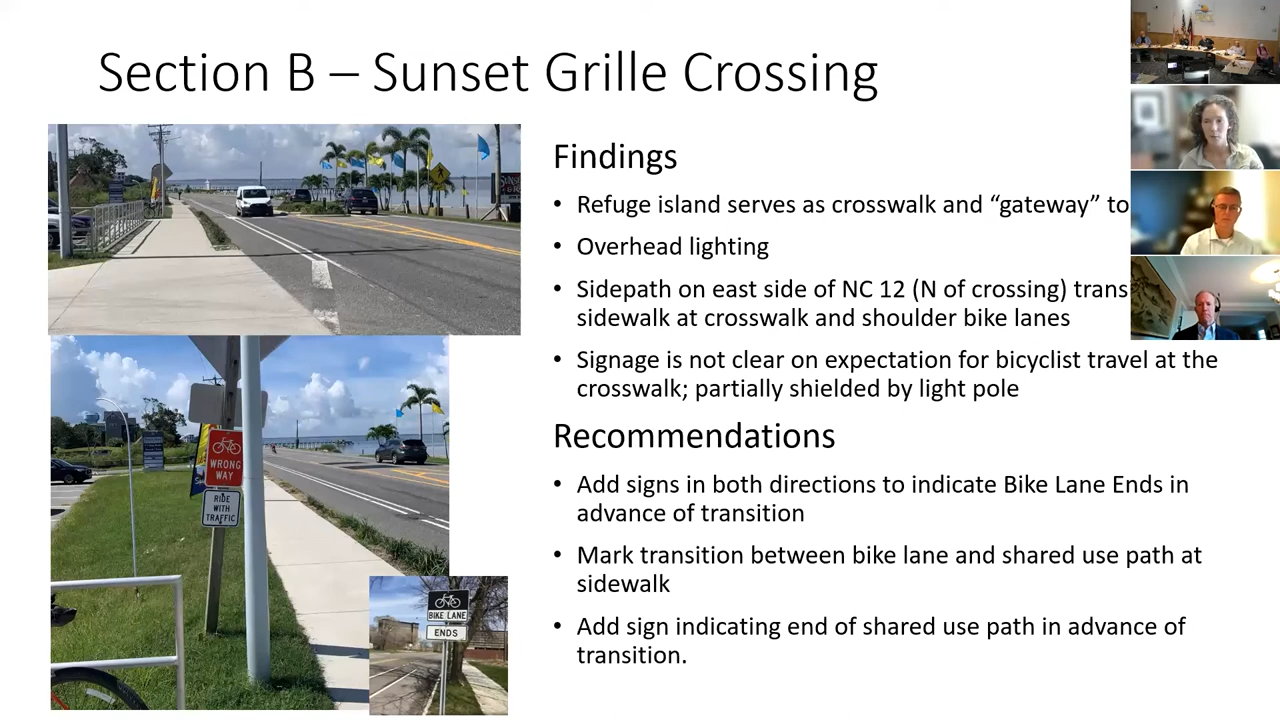 Section B – Sunset Grille Crossing
Findings
• Refuge island serves as crosswalk and “gateway” to
• Overhead lighting
• Sidepath on east side of NC 12 (N of crossing) trans
sidewalk at crosswalk and shoulder bike lanes
• Signage is not clear on expectation for bicyclist travel at the
crosswalk; partially shielded by light pole
Recommendations
• Add signs in both directions to indicate Bike Lane Ends in
advance of transition
• Mark transition between bike lane and shared use path at
sidewalk
• Add sign indicating end of shared use path in advance of
transition.
WRONG
WAY
RIDE
WITH
TRAFFIC
BIKE LANE
ENDS